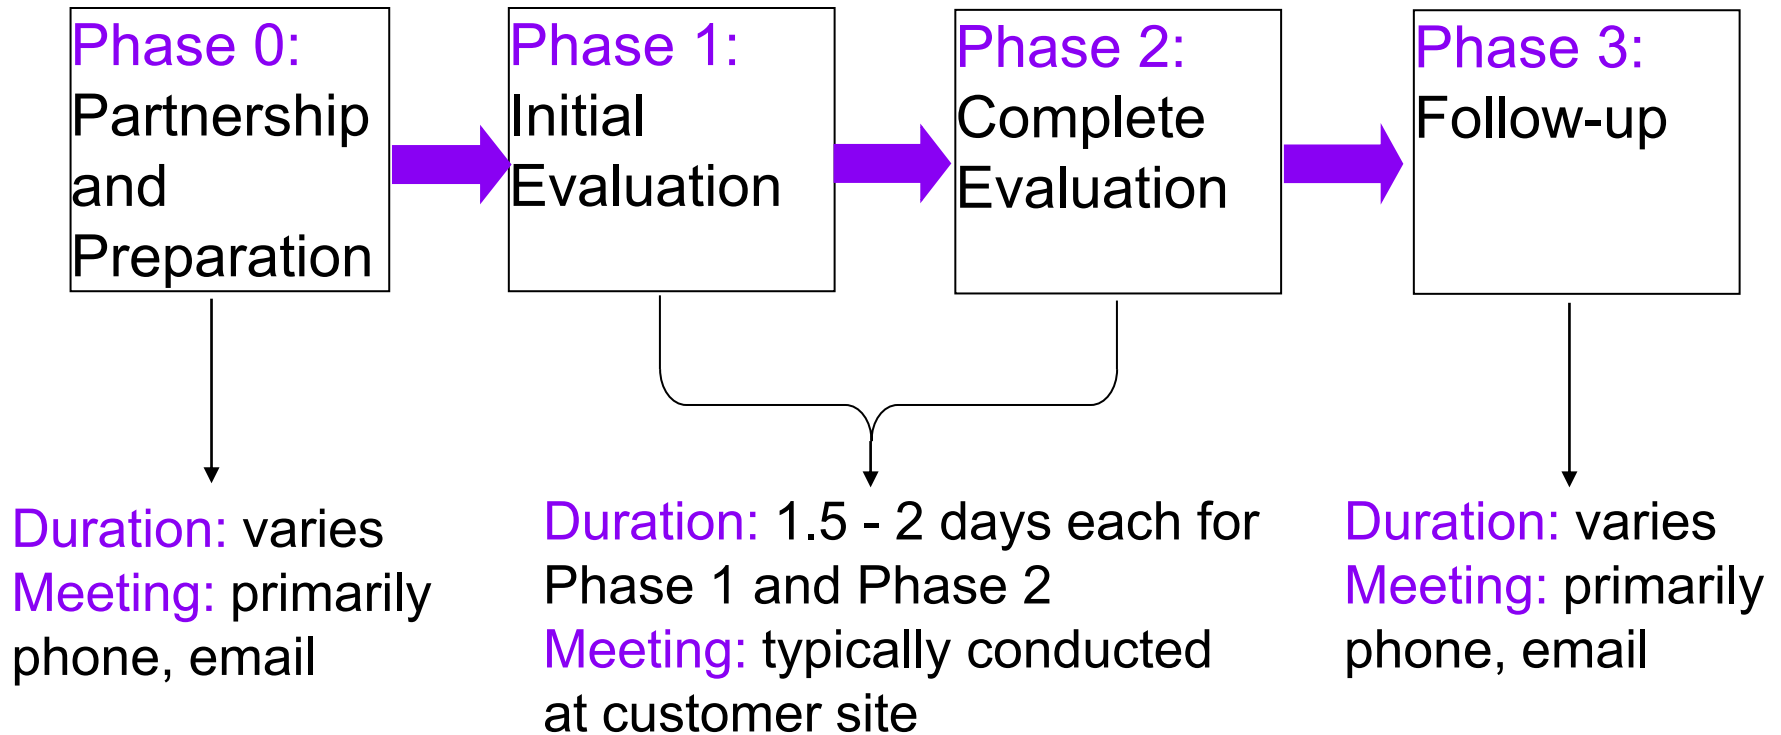 Phase 0:
Partnership
and
Preparation
Phase 1:
Initial
Evaluation
Phase 2:
Complete
Evaluation
Phase 3:
Follow-up
Duration: varies
Meeting: primarily
phone, email
Duration: 1.5 - 2 days each for
Phase 1 and Phase 2
Meeting: typically conducted
at customer site
Duration: varies
Meeting: primarily
phone, email